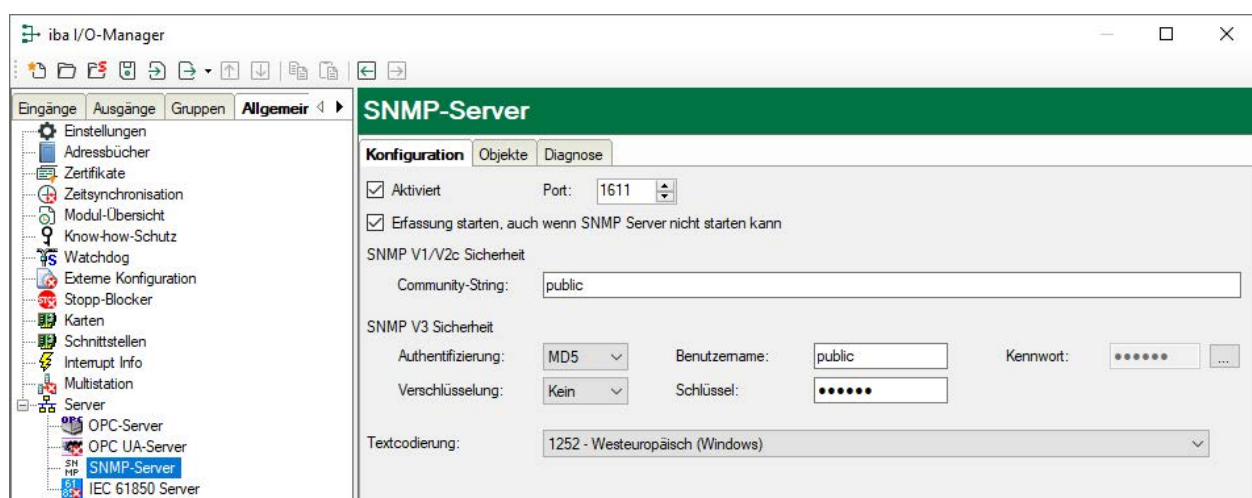 iba I/O-Manager
Eingänge Ausgänge Gruppen Allgemeir
Einstellungen
Adressbücher
Zertifikate
Zeitsynchronisation
Modul-Übersicht
Know-how-Schutz
Watchdog
Externe Konfiguration
Stopp-Blocker
Karten
Schnittstellen
Interrupt Info
Multistation
Server
OPC-Server
OPC UA-Server
SNMP-Server
IEC 61850 Server
SNMP-Server
Konfiguration Objekte Diagnose
Aktiviert Port: 1611
Erfassung starten, auch wenn SNMP Server nicht starten kann
SNMP V1/V2c Sicherheit
Community-String: public
SNMP V3 Sicherheit
Authentifizierung: MD5 Benutzername: public Kennwort: ●●●●●● ...
Verschlüsselung: Kein Schlüssel: ●●●●●●
Textcodierung: 1252 - Westeuropäisch (Windows)